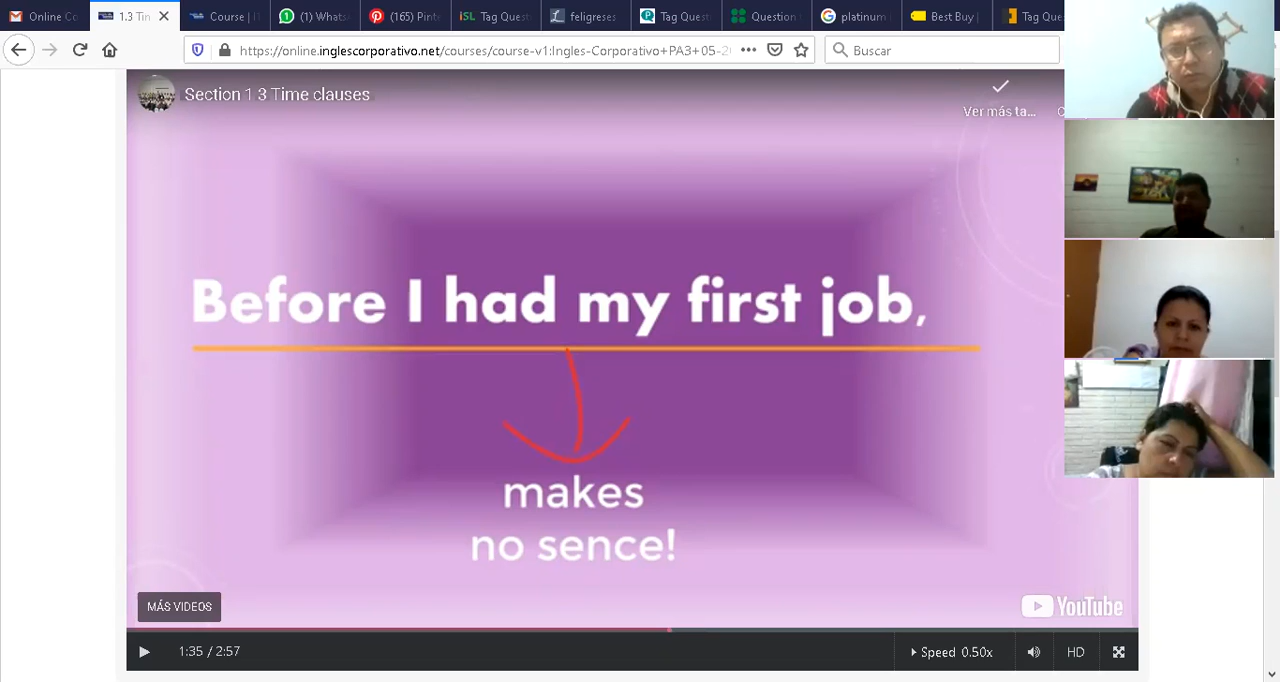 Online Co
1.3 Tin
Course | I
(1) Whats
(165) Pint
iSL Tag Ques
feligreses
Tag Quest
Question
platinum
Best Buy |
Tag Que
https://online.inglescorporativo.net/courses/course-v1:Ingles-Corporativo+PA3+05-2
Buscar
Section 1 3 Time clauses
Ver más ta...
Before I had my first job,
makes
no sence!
MÁS VIDEOS
YouTube
1:35 / 2:57
Speed 0.50x
HD